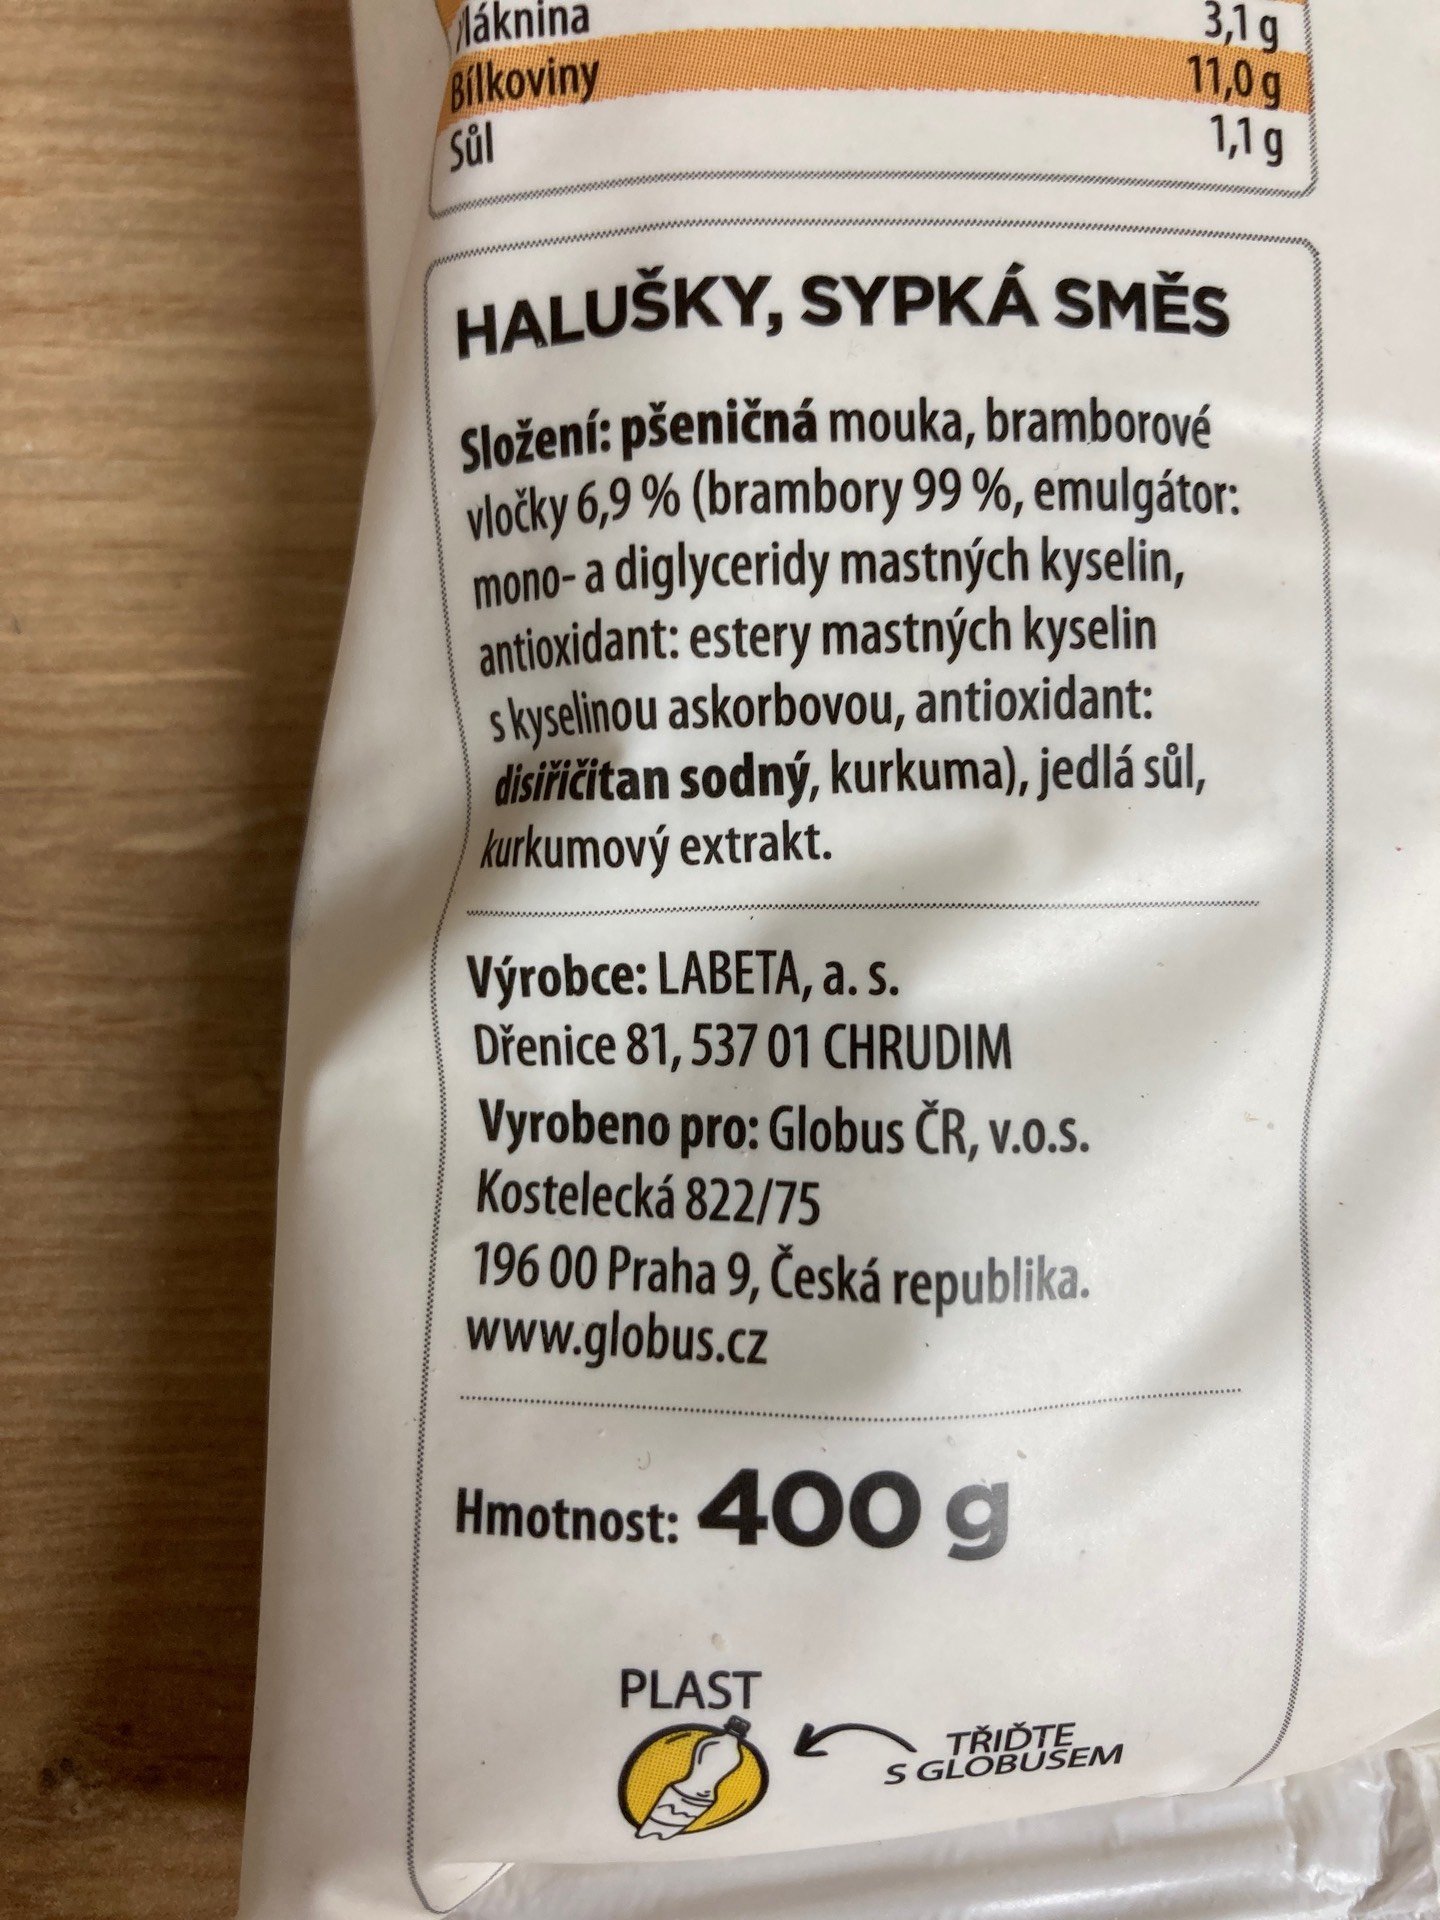 Vláknina 3,1 g
Bílkoviny 11,0 g
Sůl 1,1 g
HALUŠKY, SYPKÁ SMĚS
Složení: pšeničná mouka, bramborové
vločky 6,9 % (brambory 99 %, emulgátor:
mono- a diglyceridy mastných kyselin,
antioxidant: estery mastných kyselin
s kyselinou askorbovou, antioxidant:
disiřičitan sodný, kurkuma), jedlá sůl,
kurkumový extrakt.
Výrobce: LABETA, a. s.
Dřenice 81, 537 01 CHRUDIM
Vyrobeno pro: Globus ČR, v.o.s.
Kostelecká 822/75
196 00 Praha 9, Česká republika.
www.globus.cz
Hmotnost: 400 g
PLAST
TŘIĎTE
S GLOBUSEM